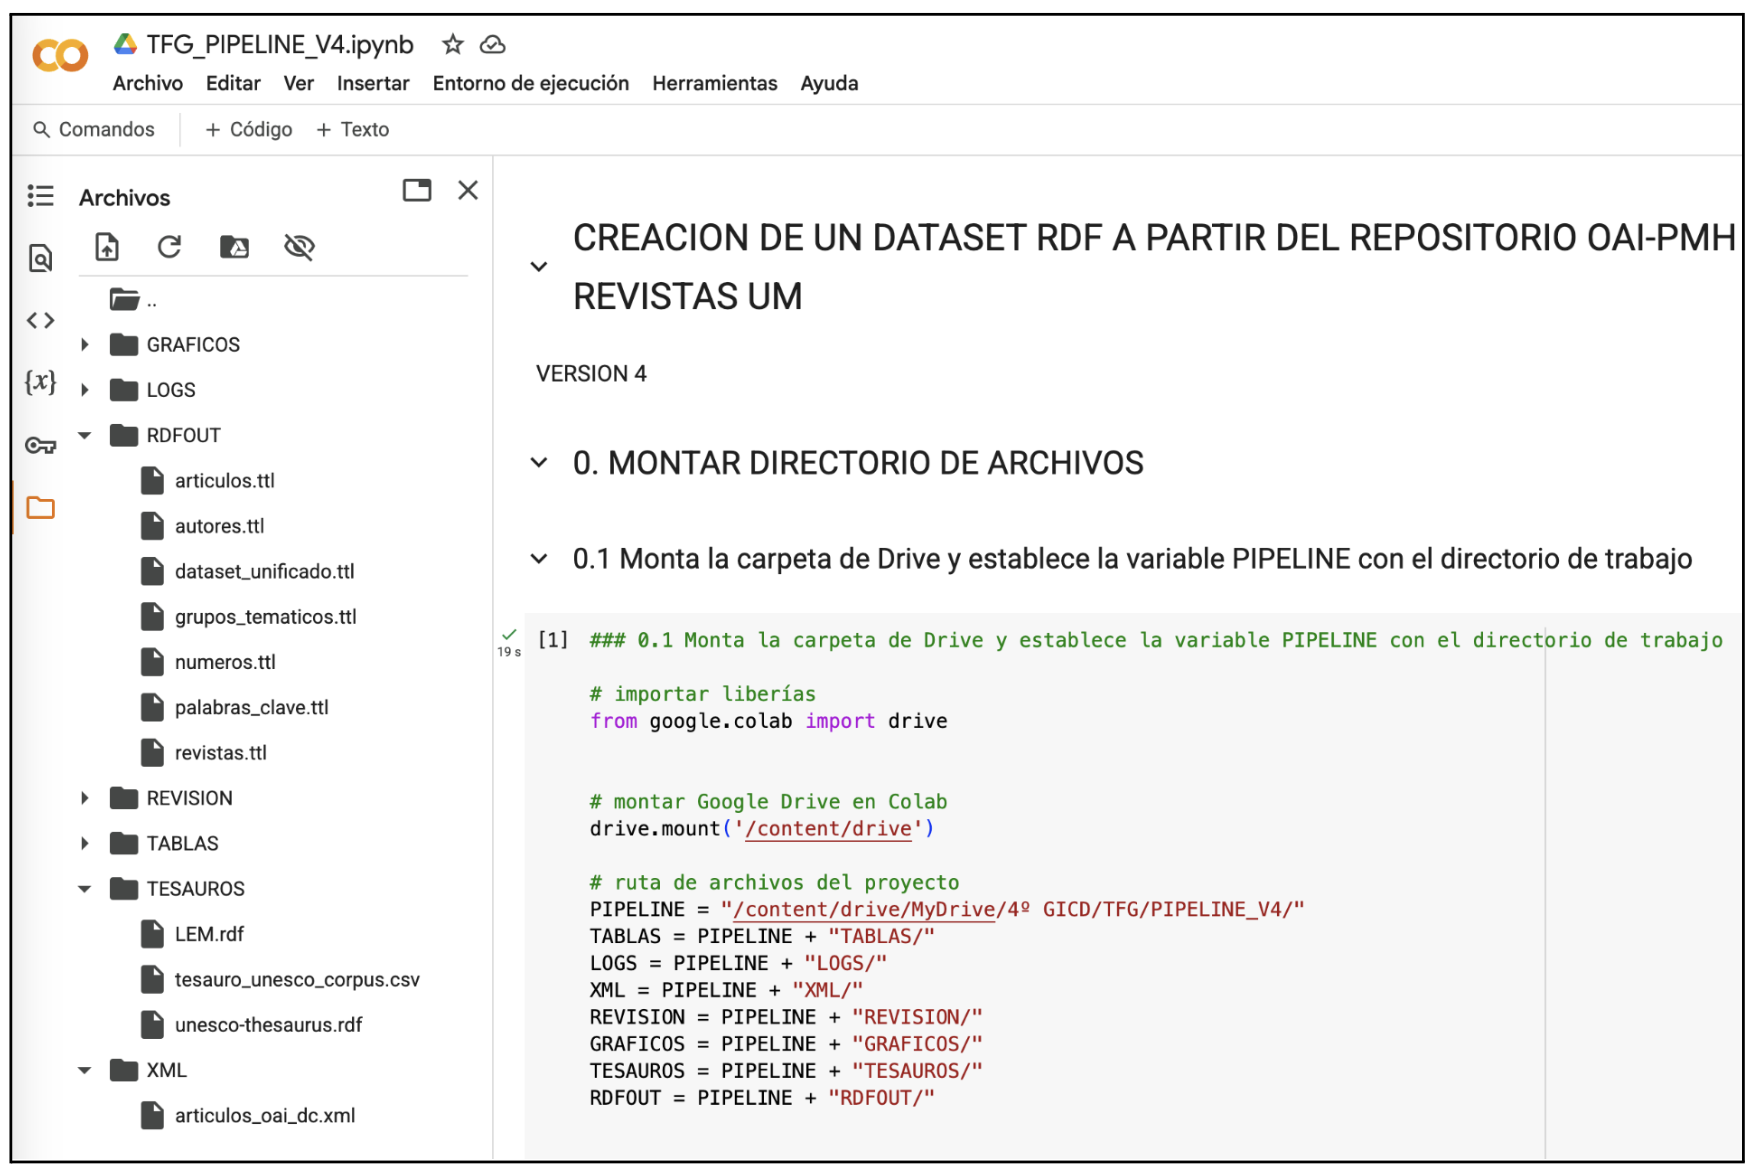 TFG_PIPELINE_V4.ipynb
Archivo Editar Ver Insertar Entorno de ejecución Herramientas Ayuda
Comandos + Código + Texto
Archivos
..
GRAFICOS
LOGS
RDFOUT
articulos.ttl
autores.ttl
dataset_unificado.ttl
grupos_tematicos.ttl
numeros.ttl
palabras_clave.ttl
revistas.ttl
REVISION
TABLAS
TESAUROS
LEM.rdf
tesauro_unesco_corpus.csv
unesco-thesaurus.rdf
XML
articulos_oai_dc.xml
CREACION DE UN DATASET RDF A PARTIR DEL REPOSITORIO OAI-PMH
REVISTAS UM
VERSION 4
0. MONTAR DIRECTORIO DE ARCHIVOS
0.1 Monta la carpeta de Drive y establece la variable PIPELINE con el directorio de trabajo
19 s
[1] ### 0.1 Monta la carpeta de Drive y establece la variable PIPELINE con el directorio de trabajo
# importar liberías
from google.colab import drive
# montar Google Drive en Colab
drive.mount('/content/drive')
# ruta de archivos del proyecto
PIPELINE = "/content/drive/MyDrive/4º GICD/TFG/PIPELINE_V4/"
TABLAS = PIPELINE + "TABLAS/"
LOGS = PIPELINE + "LOGS/"
XML = PIPELINE + "XML/"
REVISION = PIPELINE + "REVISION/"
GRAFICOS = PIPELINE + "GRAFICOS/"
TESAUROS = PIPELINE + "TESAUROS/"
RDFOUT = PIPELINE + "RDFOUT/"